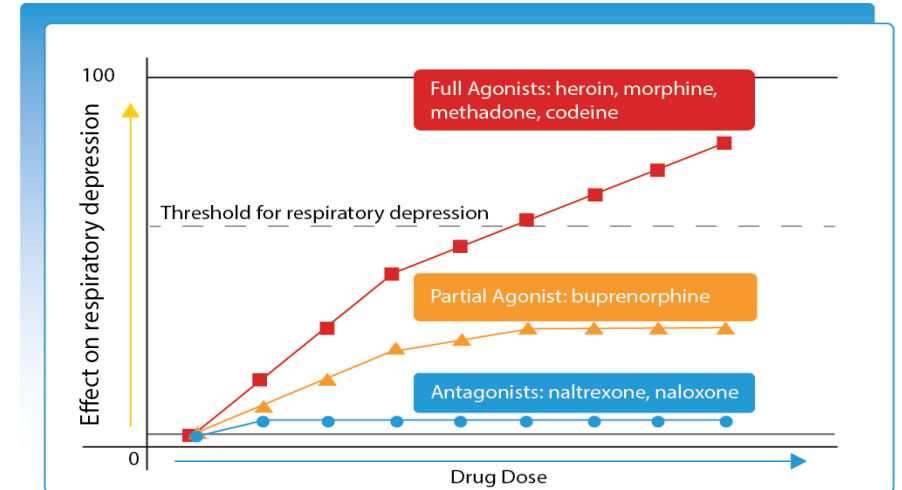 100
Effect on respiratory depression
Full Agonists: heroin, morphine,
methadone, codeine
Threshold for respiratory depression
Partial Agonist: buprenorphine
Antagonists: naltrexone, naloxone
0
Drug Dose